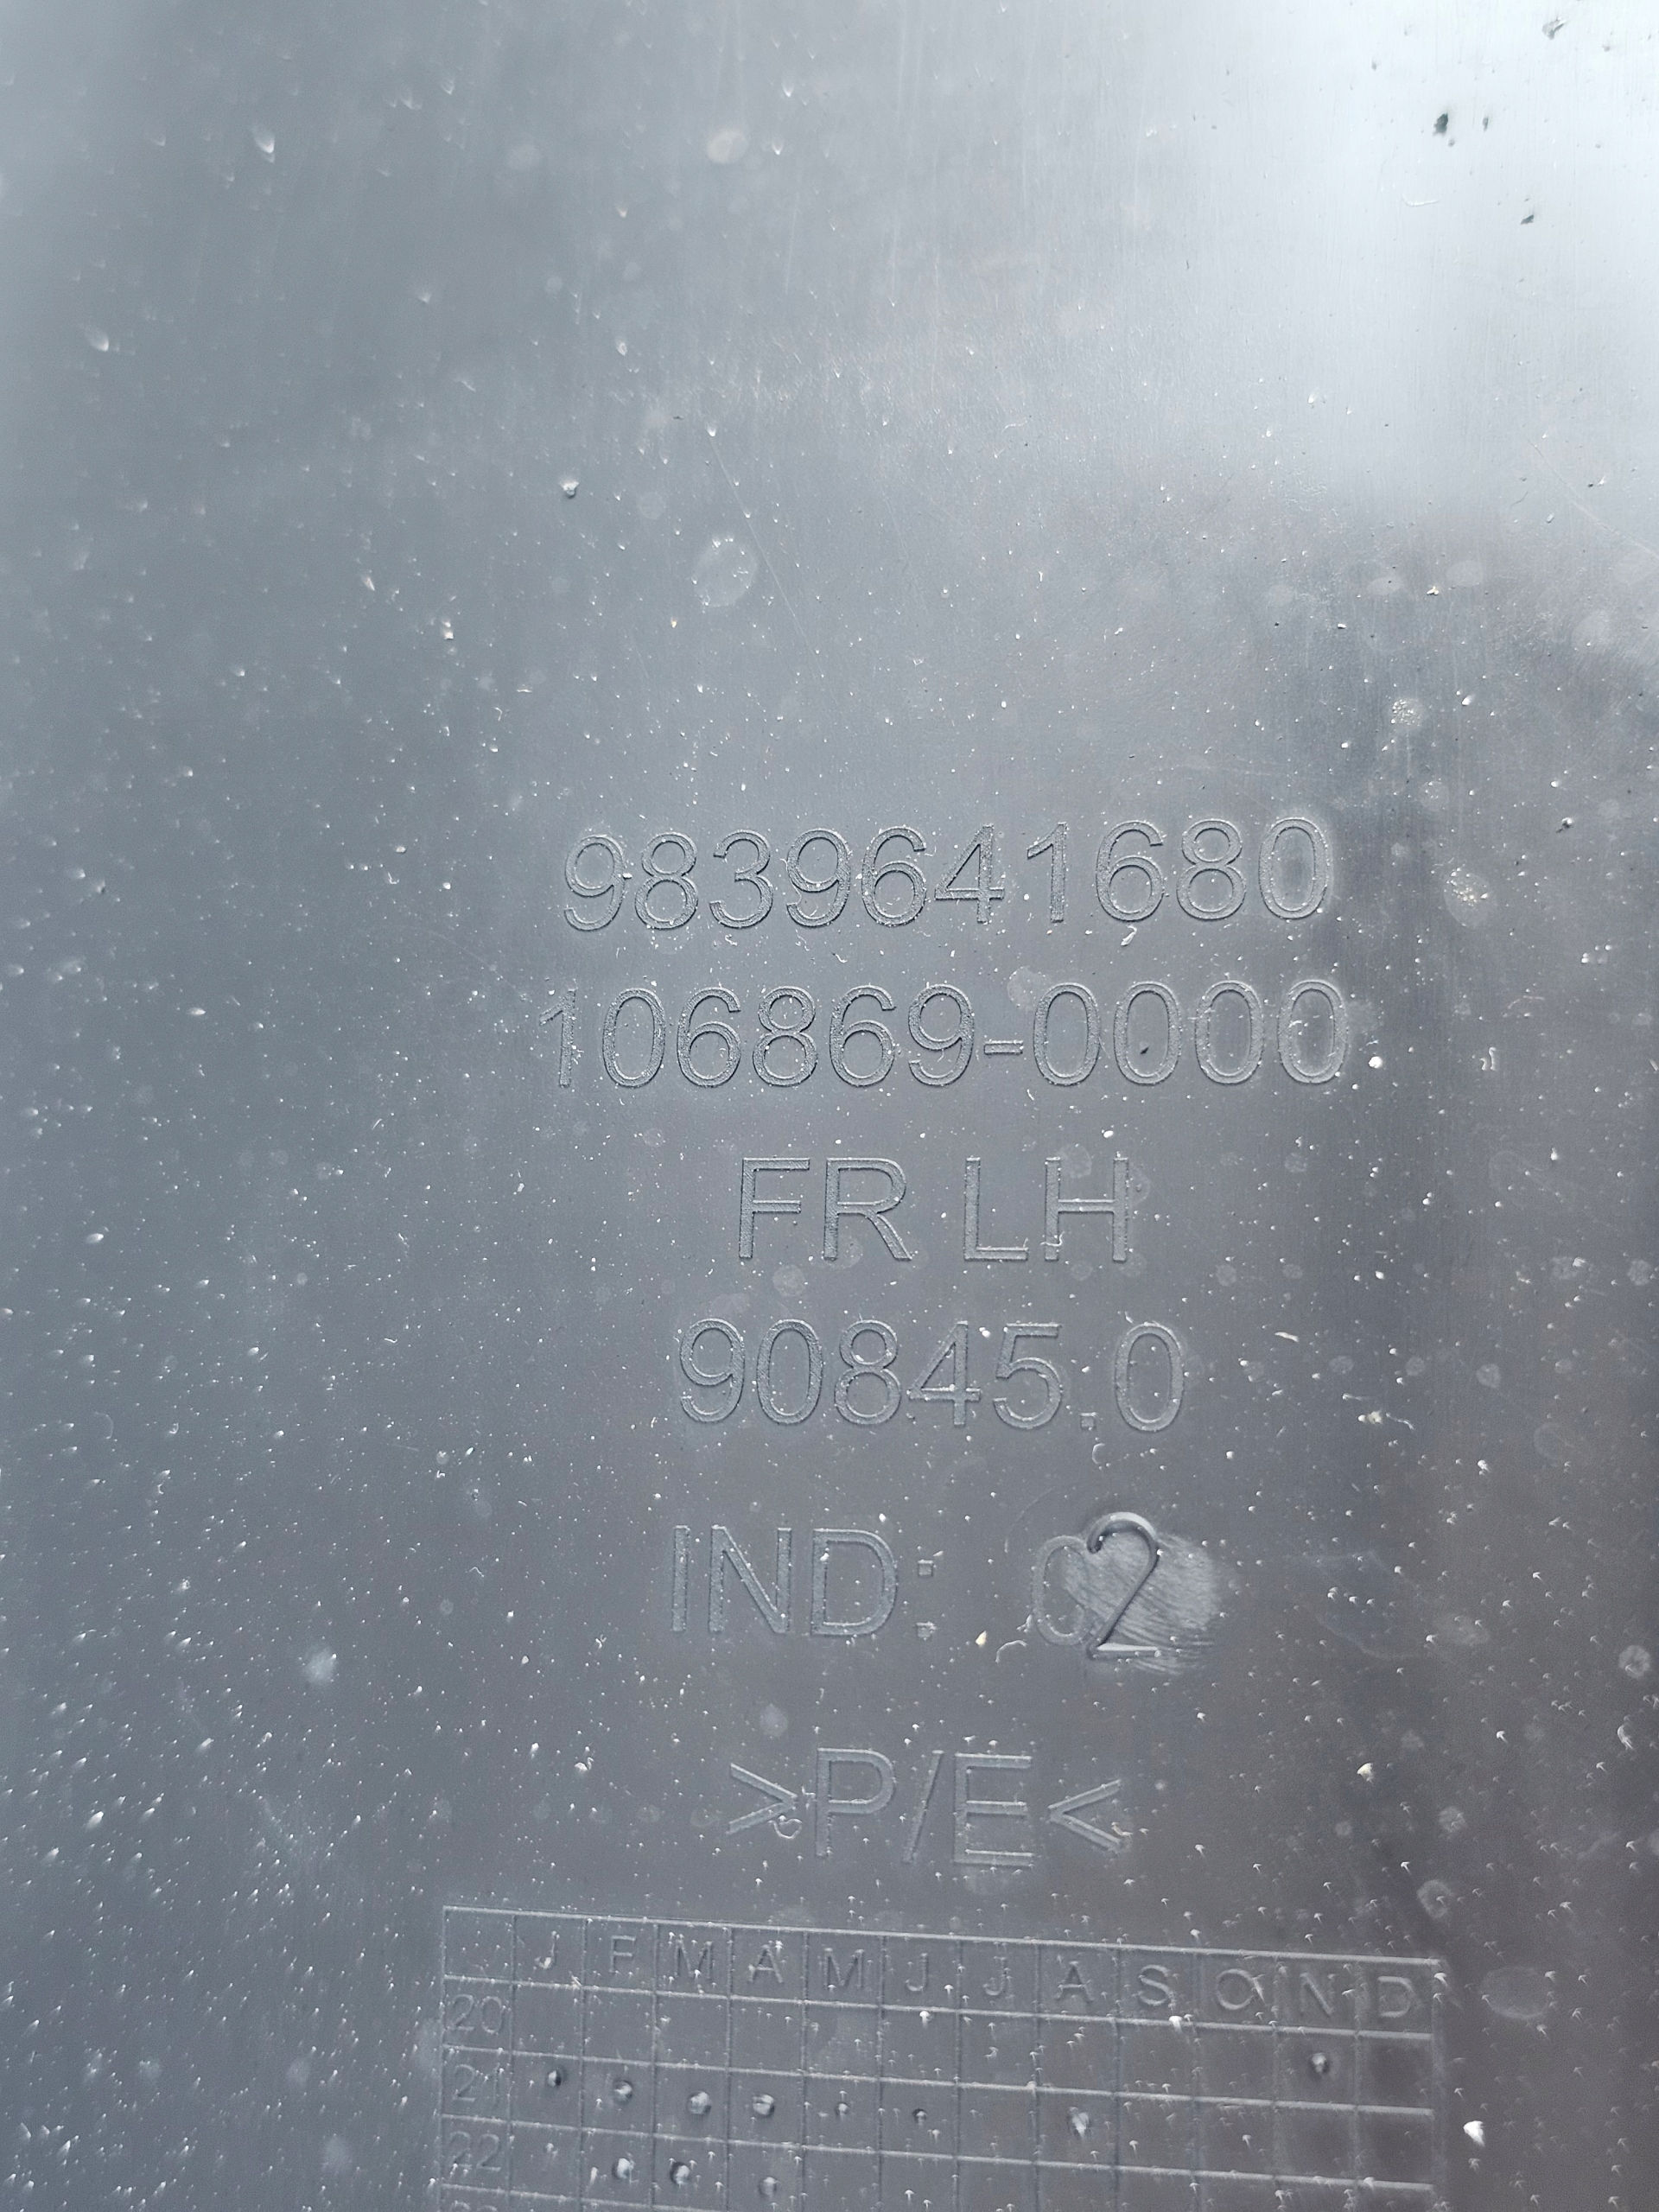 9839641680
106869-0000
FR LH
90845.0
IND: 02
>P/E<
J F M A M J J A S O N D
20
21
22